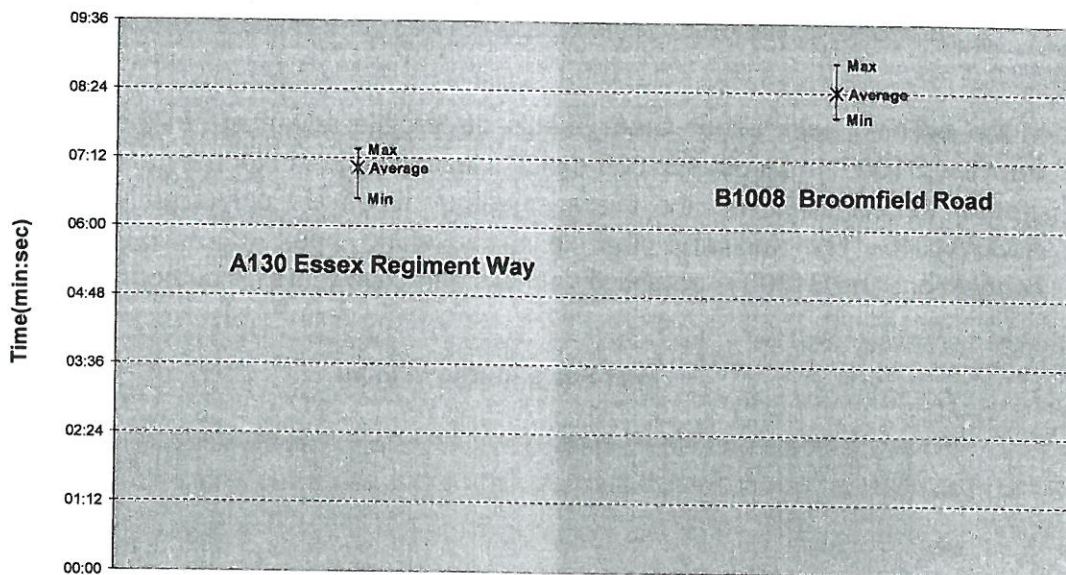 Time(min:sec)
09:36
08:24
07:12
06:00
04:48
03:36
02:24
01:12
00:00
Max
Average
Min
A130 Essex Regiment Way
Max
Average
Min
B1008 Broomfield Road